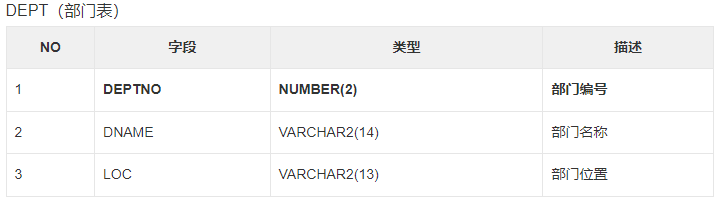 DEPT（部门表）
NO 字段 类型 描述
1 DEPTNO NUMBER(2) 部门编号
2 DNAME VARCHAR2(14) 部门名称
3 LOC VARCHAR2(13) 部门位置